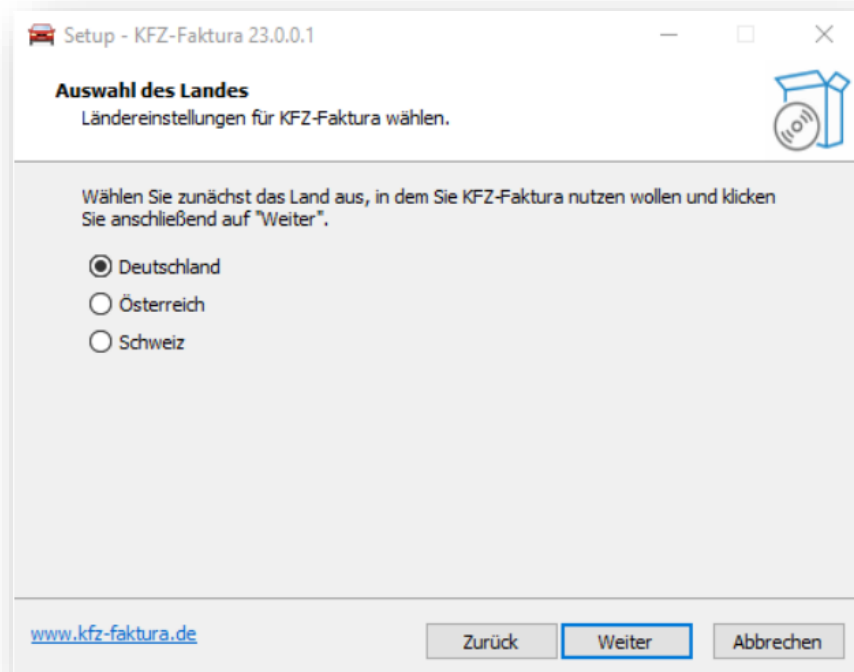 Setup - KFZ-Faktura 23.0.0.1
Auswahl des Landes
Ländereinstellungen für KFZ-Faktura wählen.
Wählen Sie zunächst das Land aus, in dem Sie KFZ-Faktura nutzen wollen und klicken
Sie anschließend auf "Weiter".
Deutschland
Österreich
Schweiz
www.kfz-faktura.de
Zurück
Weiter
Abbrechen